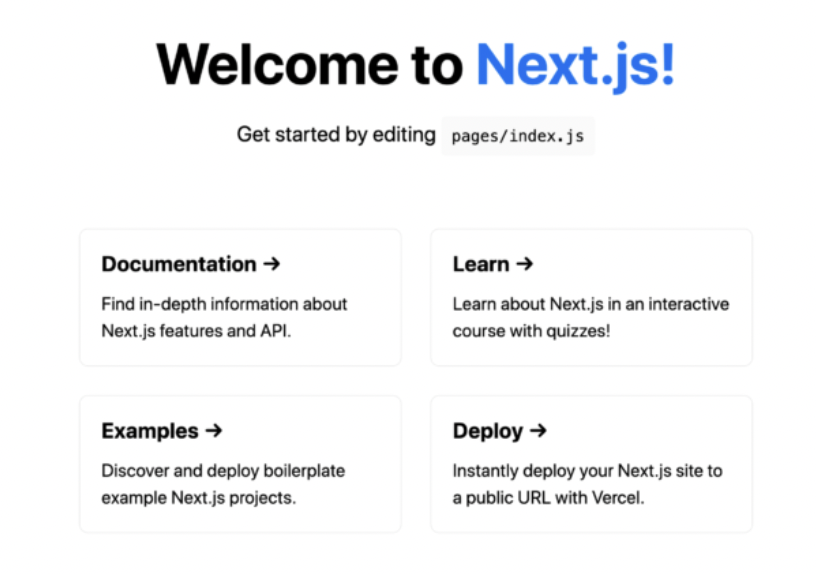 Welcome to Next.js!
Get started by editing pages/index.js
Documentation →
Find in-depth information about
Next.js features and API.
Learn →
Learn about Next.js in an interactive
course with quizzes!
Examples →
Discover and deploy boilerplate
example Next.js projects.
Deploy →
Instantly deploy your Next.js site to
a public URL with Vercel.